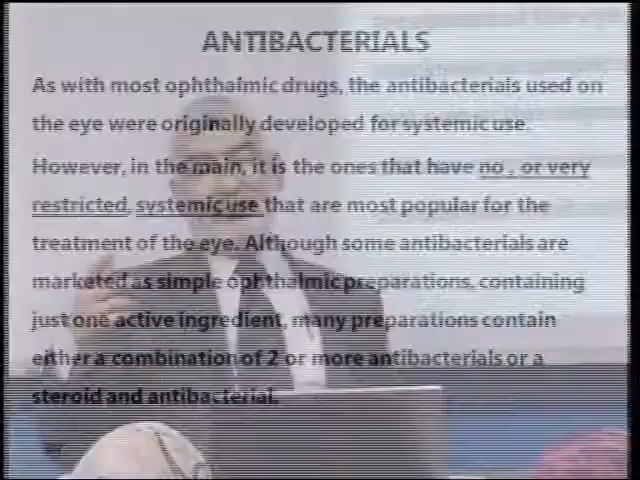 ANTIBACTERIALS
As with most ophthalmic drugs, the antibacterials used on
the eye were originally developed for systemic use.
However, in the main, it is the ones that have no , or very
restricted, systemic use that are most popular for the
treatment of the eye. Although some antibacterials are
marketed as simple ophthalmic preparations, containing
just one active ingredient, many preparations contain
either a combination of 2 or more antibacterials or a
steroid and antibacterial.